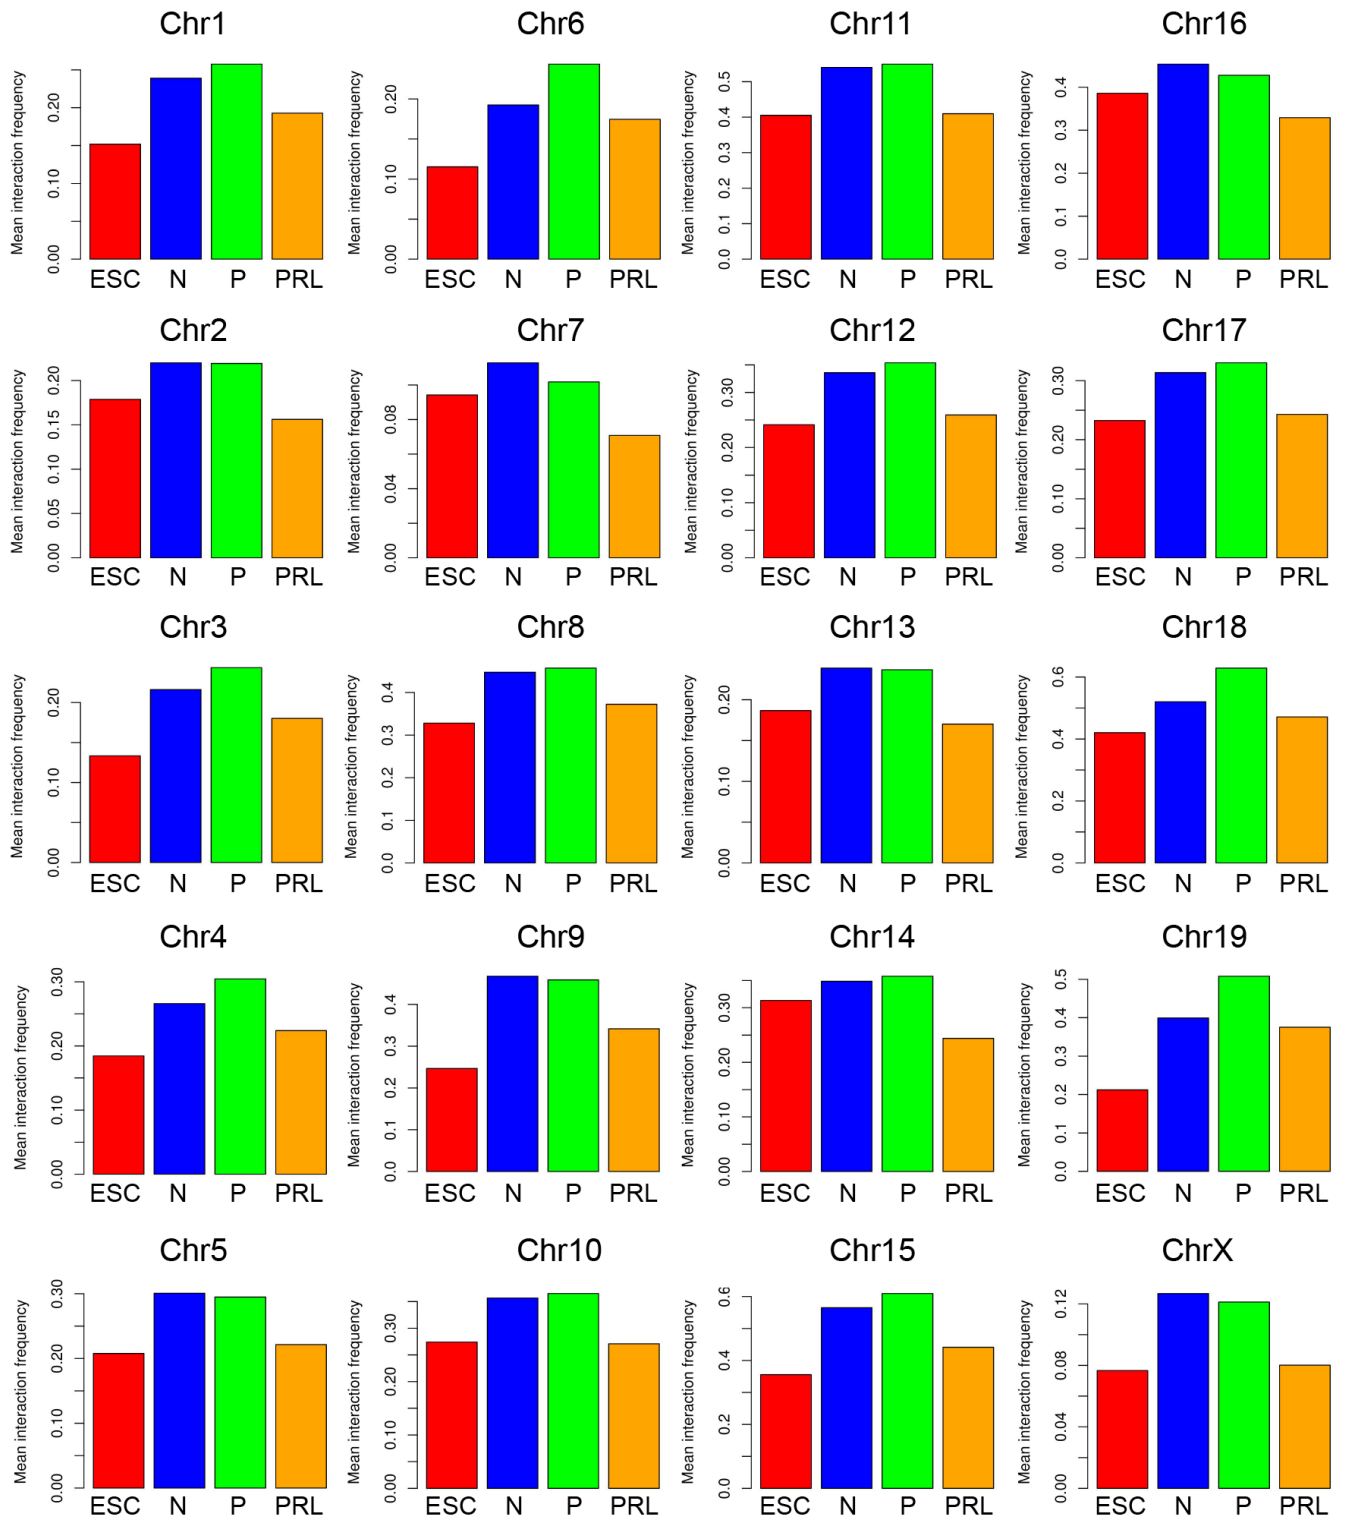 Chr1
Mean interaction frequency
0.00 0.10 0.20
ESC N P PRL
Chr6
Mean interaction frequency
0.00 0.10 0.20
ESC N P PRL
Chr11
Mean interaction frequency
0.0 0.1 0.2 0.3 0.4 0.5
ESC N P PRL
Chr16
Mean interaction frequency
0.0 0.1 0.2 0.3 0.4
ESC N P PRL
Chr2
Mean interaction frequency
0.00 0.05 0.10 0.15 0.20
ESC N P PRL
Chr7
Mean interaction frequency
0.00 0.04 0.08
ESC N P PRL
Chr12
Mean interaction frequency
0.00 0.10 0.20 0.30
ESC N P PRL
Chr17
Mean interaction frequency
0.00 0.10 0.20 0.30
ESC N P PRL
Chr3
Mean interaction frequency
0.00 0.10 0.20
ESC N P PRL
Chr8
Mean interaction frequency
0.0 0.1 0.2 0.3 0.4
ESC N P PRL
Chr13
Mean interaction frequency
0.00 0.10 0.20
ESC N P PRL
Chr18
Mean interaction frequency
0.0 0.2 0.4 0.6
ESC N P PRL
Chr4
Mean interaction frequency
0.00 0.10 0.20 0.30
ESC N P PRL
Chr9
Mean interaction frequency
0.0 0.1 0.2 0.3 0.4
ESC N P PRL
Chr14
Mean interaction frequency
0.00 0.10 0.20 0.30
ESC N P PRL
Chr19
Mean interaction frequency
0.0 0.1 0.2 0.3 0.4 0.5
ESC N P PRL
Chr5
Mean interaction frequency
0.00 0.10 0.20 0.30
ESC N P PRL
Chr10
Mean interaction frequency
0.00 0.10 0.20 0.30
ESC N P PRL
Chr15
Mean interaction frequency
0.0 0.2 0.4 0.6
ESC N P PRL
ChrX
Mean interaction frequency
0.00 0.04 0.08 0.12
ESC N P PRL